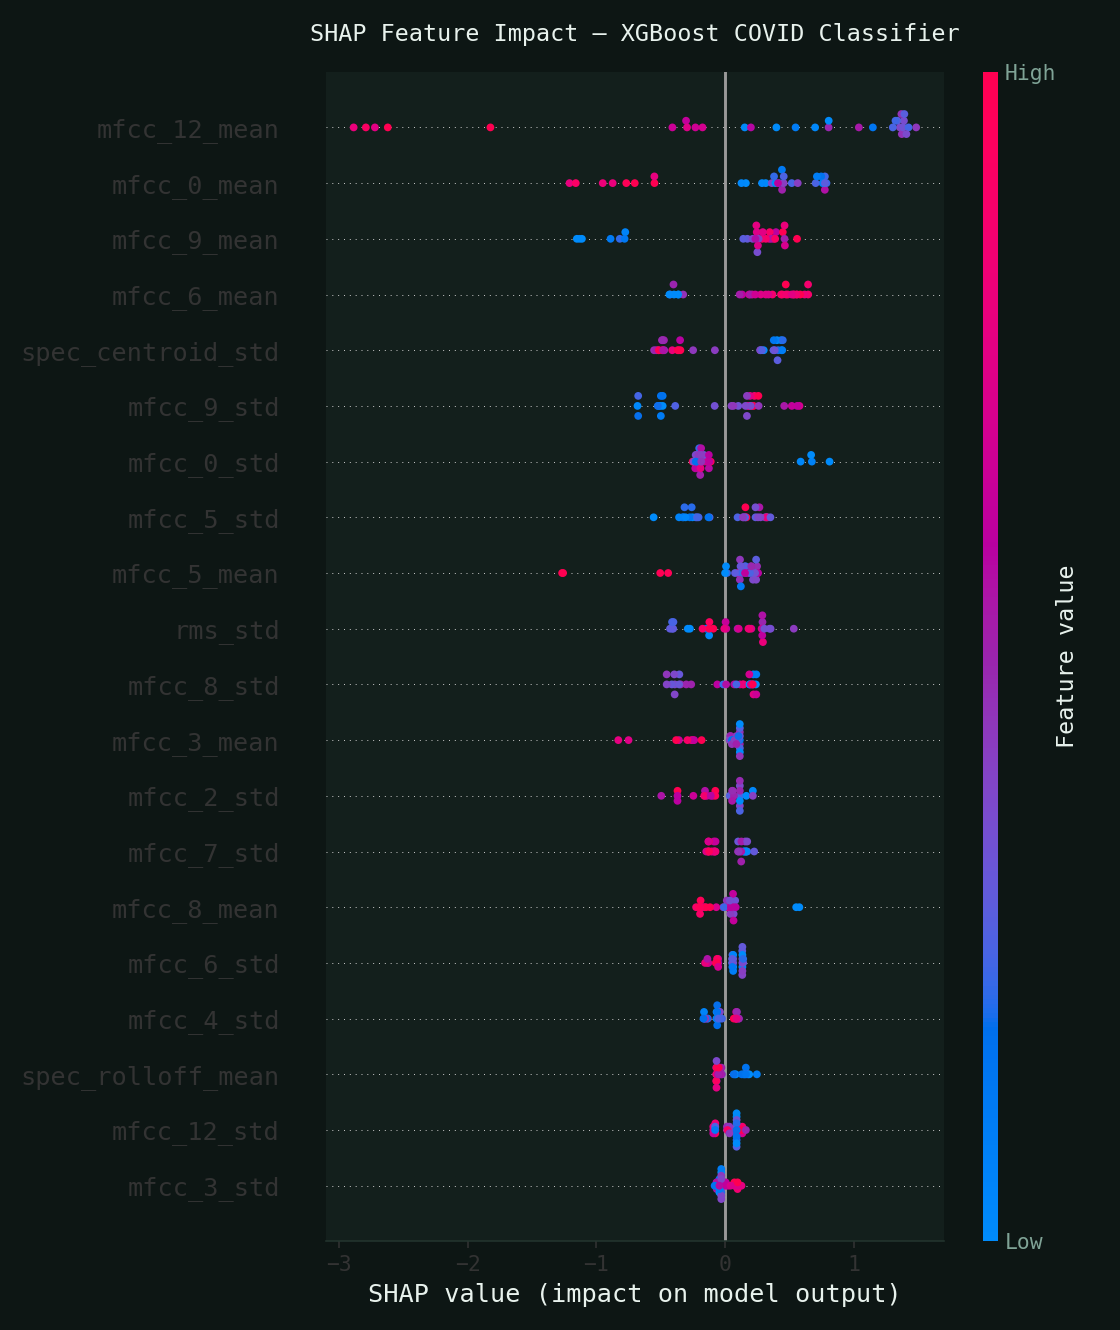 SHAP Feature Impact — XGBoost COVID Classifier
High
mfcc_12_mean
mfcc_0_mean
mfcc_9_mean
mfcc_6_mean
spec_centroid_std
mfcc_9_std
mfcc_0_std
mfcc_5_std
mfcc_5_mean
rms_std
mfcc_8_std
mfcc_3_mean
mfcc_2_std
mfcc_7_std
mfcc_8_mean
mfcc_6_std
mfcc_4_std
spec_rolloff_mean
mfcc_12_std
mfcc_3_std
Feature value
Low
−3 −2 −1 0 1
SHAP value (impact on model output)